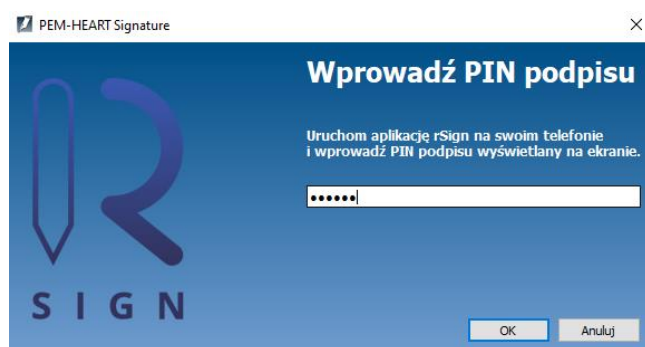 PEM-HEART Signature
Wprowadź PIN podpisu
Uruchom aplikację rSign na swoim telefonie
i wprowadź PIN podpisu wyświetlany na ekranie.
••••••
R
SIGN
OK
Anuluj